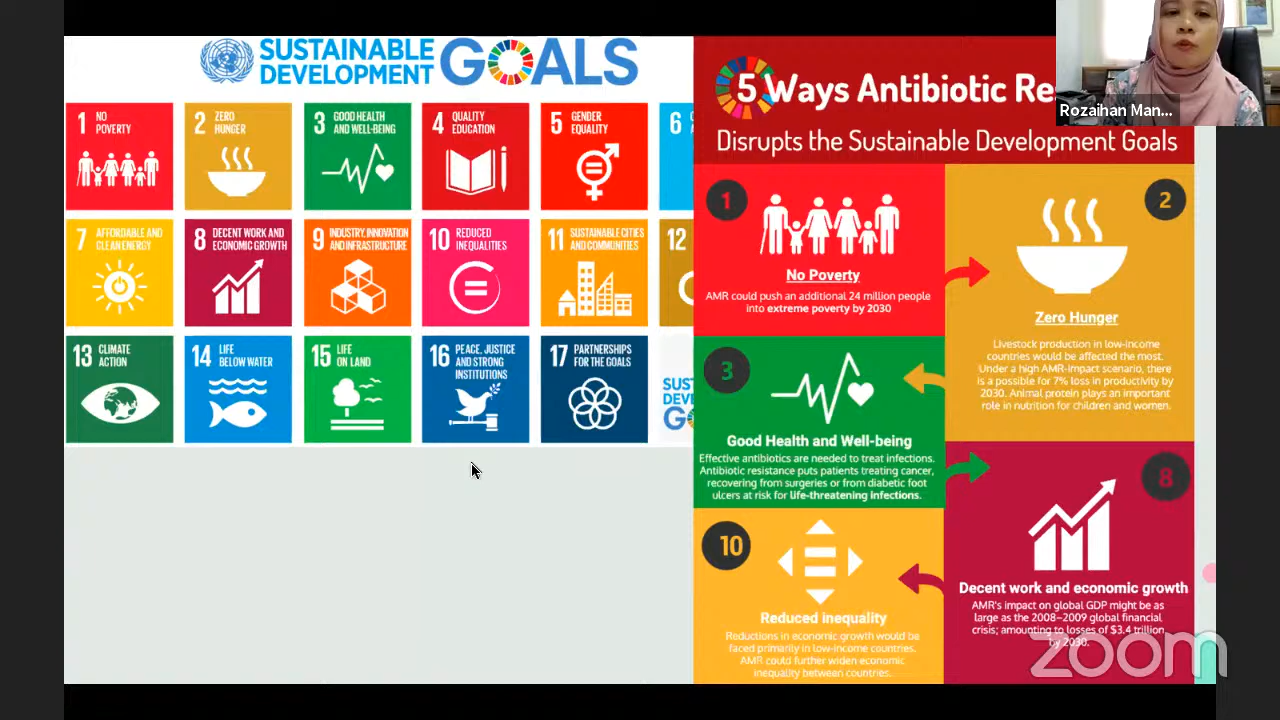 SUSTAINABLE
DEVELOPMENT
GOALS
1 NO
POVERTY
2 ZERO
HUNGER
3 GOOD HEALTH
AND WELL-BEING
4 QUALITY
EDUCATION
5 GENDER
EQUALITY
6
7 AFFORDABLE AND
CLEAN ENERGY
8 DECENT WORK AND
ECONOMIC GROWTH
9 INDUSTRY, INNOVATION
AND INFRASTRUCTURE
10 REDUCED
INEQUALITIES
11 SUSTAINABLE CITIES
AND COMMUNITIES
12
13 CLIMATE
ACTION
14 LIFE
BELOW WATER
15 LIFE
ON LAND
16 PEACE, JUSTICE
AND STRONG
INSTITUTIONS
17 PARTNERSHIPS
FOR THE GOALS
5 Ways Antibiotic Re
Disrupts the Sustainable Development Goals
Rozaihan Man...
1
No Poverty
AMR could push an additional 24 million people
into extreme poverty by 2030
2
Zero Hunger
Livestock production in low-income
countries would be affected the most.
Under a high AMR-impact scenario, there
is a possible for 7% loss in productivity by
2030. Animal protein plays an important
role in nutrition for children and women.
3
Good Health and Well-being
Effective antibiotics are needed to treat infections.
Antibiotic resistance puts patients treating cancer,
recovering from surgeries or from diabetic foot
ulcers at risk for life-threatening infections.
8
Decent work and economic growth
AMR's impact on global GDP might be as
large as the 2008–2009 global financial
crisis; amounting to losses of $3.4 trillion
by 2030.
10
Reduced inequality
Reductions in economic growth would be
faced primarily in low-income countries.
AMR could further widen economic
inequality between countries.
zoom